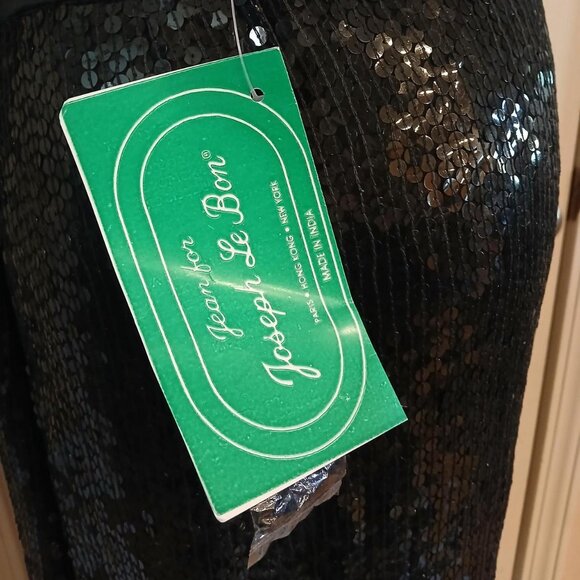 Jean for
Joseph Le Bon®
PARIS • HONG KONG • NEW YORK
MADE IN INDIA